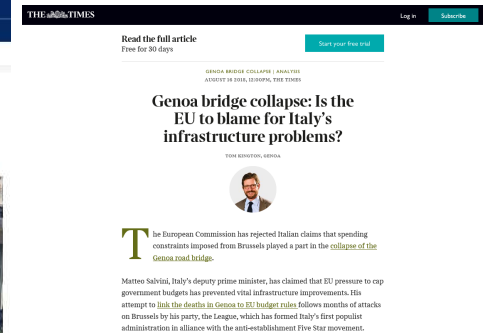 THE TIMES
Log in
Subscribe
Read the full article
Free for 30 days
Start your free trial
GENOA BRIDGE COLLAPSE | ANALYSIS
AUGUST 16 2018, 12:00PM, THE TIMES
Genoa bridge collapse: Is the
EU to blame for Italy's
infrastructure problems?
TOM KINGTON, GENOA
The European Commission has rejected Italian claims that spending
constraints imposed from Brussels played a part in the collapse of the
Genoa road bridge.
Matteo Salvini, Italy's deputy prime minister, has claimed that EU pressure to cap
government budgets has prevented vital infrastructure improvements. His
attempt to link the deaths in Genoa to EU budget rules follows months of attacks
on Brussels by his party, the League, which has formed Italy's first populist
administration in alliance with the anti-establishment Five Star movement.